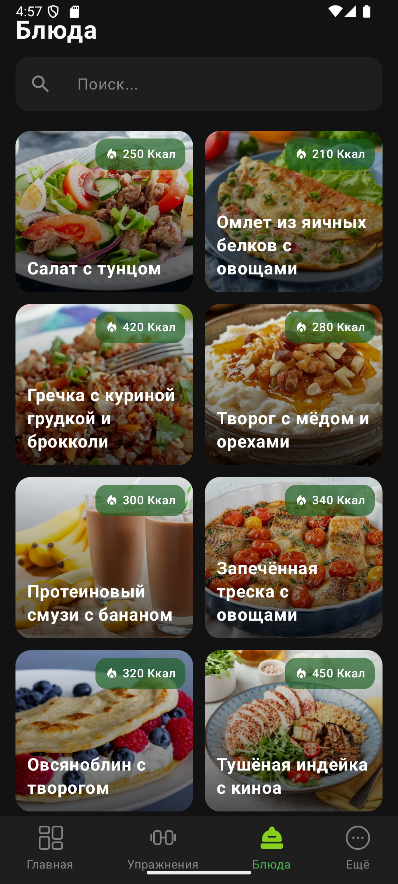 4:57
Блюда
Поиск...
250 Ккал
Салат с тунцом
210 Ккал
Омлет из яичных
белков с
овощами
420 Ккал
Гречка с куриной
грудкой и
брокколи
280 Ккал
Творог с мёдом и
орехами
300 Ккал
Протеиновый
смузи с бананом
340 Ккал
Запечённая
треска с
овощами
320 Ккал
Овсяноблин с
творогом
450 Ккал
Тушёная индейка
с киноа
Главная
Упражнения
Блюда
Ещё